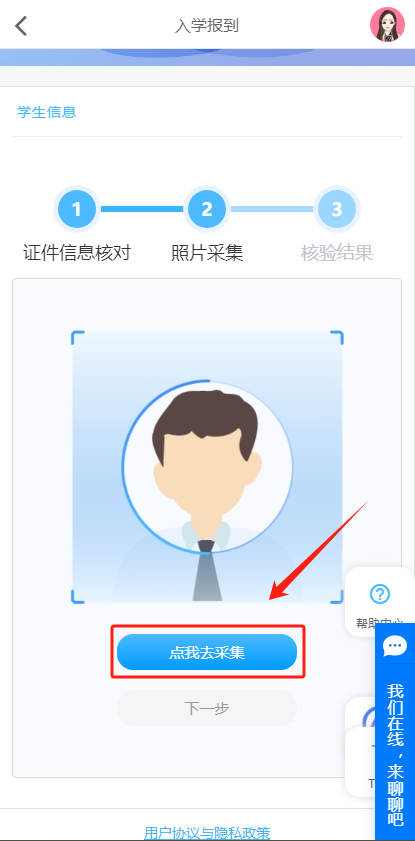 入学报到
学生信息
1
2
3
证件信息核对
照片采集
核验结果
点我去采集
帮助中心
下一步
我们在线，来聊聊吧
用户协议与隐私政策